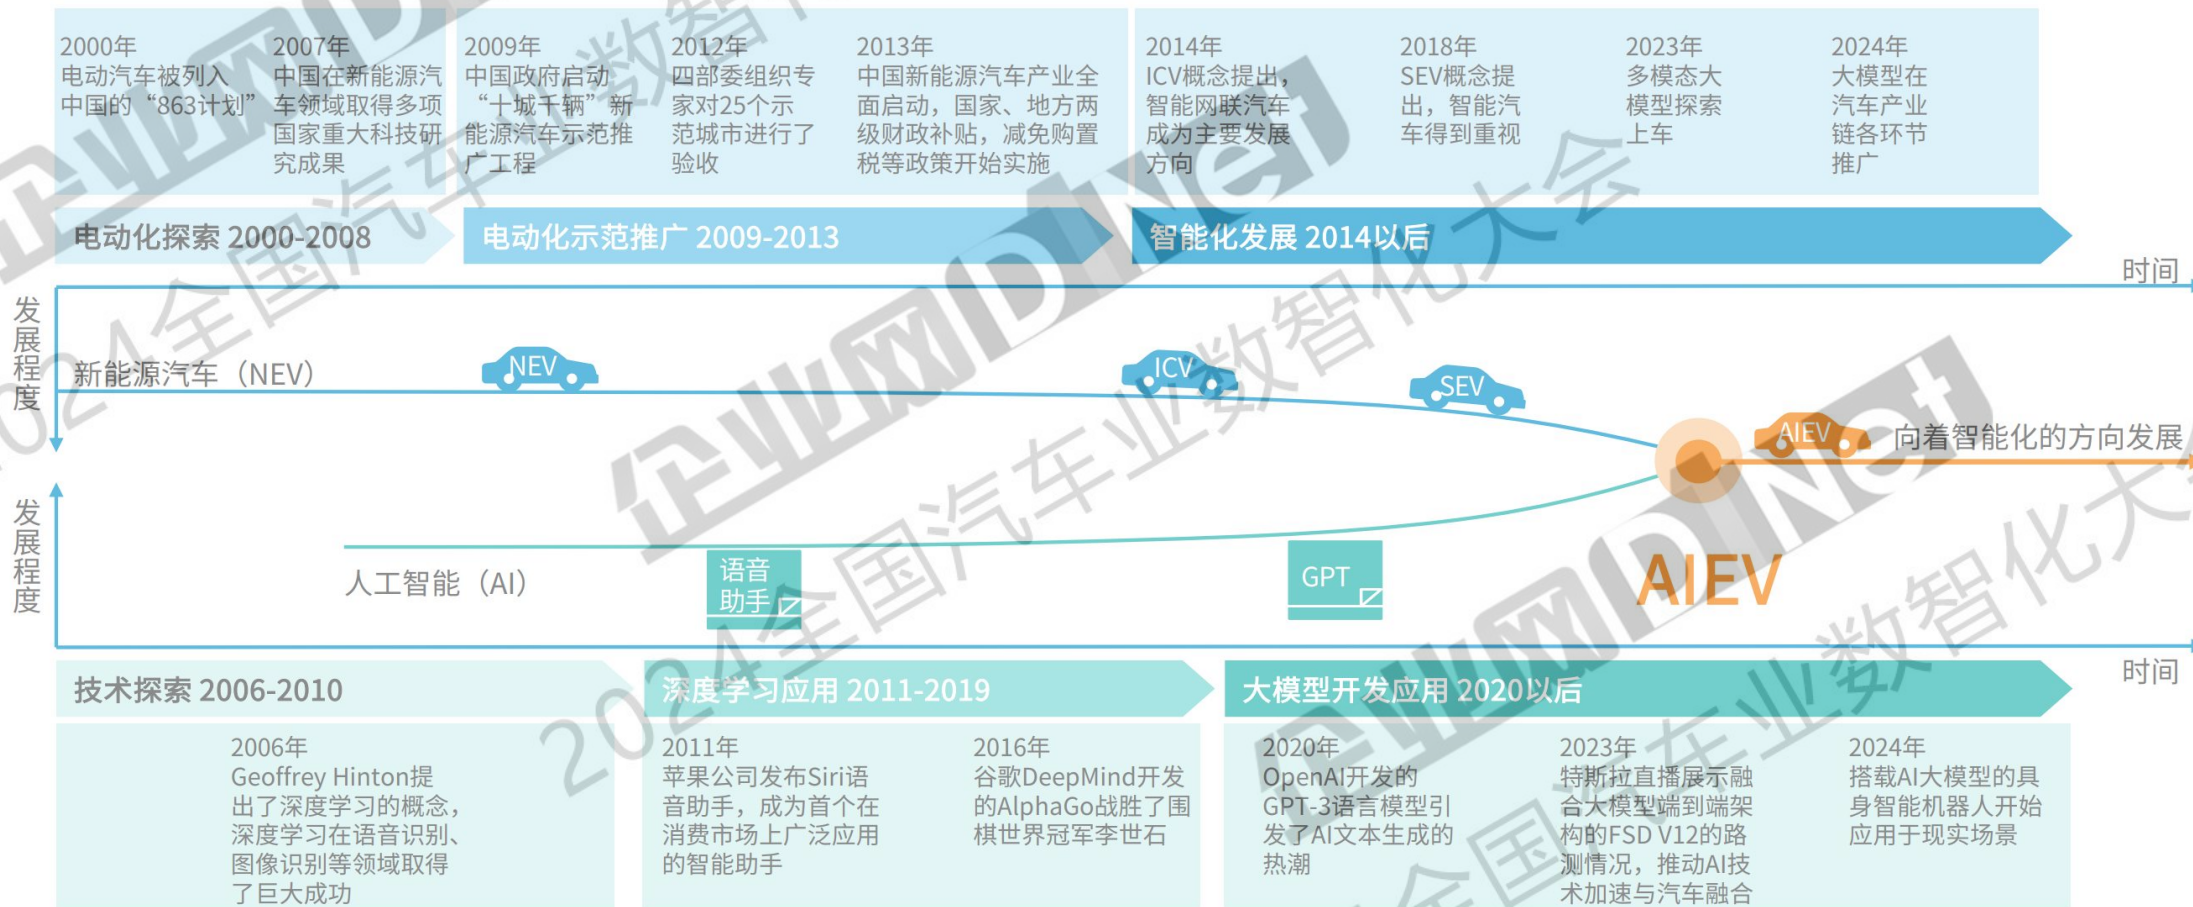 2000年
电动汽车被列入
中国的“863计划”
2007年
中国在新能源汽
车领域取得多项
国家重大科技研
究成果
2009年
中国政府启动
“十城千辆”新
能源汽车示范推
广工程
2012年
四部委组织专
家对25个示
范城市进行了
验收
2013年
中国新能源汽车产业全
面启动，国家、地方两
级财政补贴，减免购置
税等政策开始实施
2014年
ICV概念提出，
智能网联汽车
成为主要发展
方向
2018年
SEV概念提
出，智能汽
车得到重视
2023年
多模态大
模型探索
上车
2024年
大模型在
汽车产业
链各环节
推广
电动化探索 2000-2008
电动化示范推广 2009-2013
智能化发展 2014以后
时间
发展程度
新能源汽车（NEV）
NEV
ICV
SEV
AIEV
向着智能化的方向发展
发展程度
人工智能（AI）
语音
助手
GPT
AIEV
时间
技术探索 2006-2010
深度学习应用 2011-2019
大模型开发应用 2020以后
2006年
Geoffrey Hinton提
出了深度学习的概念，
深度学习在语音识别、
图像识别等领域取得
了巨大成功
2011年
苹果公司发布Siri语
音助手，成为首个在
消费市场上广泛应用
的智能助手
2016年
谷歌DeepMind开发
的AlphaGo战胜了围
棋世界冠军李世石
2020年
OpenAI开发的
GPT-3语言模型引
发了AI文本生成的
热潮
2023年
特斯拉直播展示融
合大模型端到端架
构的FSD V12的路
测情况，推动AI技
术加速与汽车融合
2024年
搭载AI大模型的具
身智能机器人开始
应用于现实场景
企业网D1Net
2024全国汽车业数智化大会